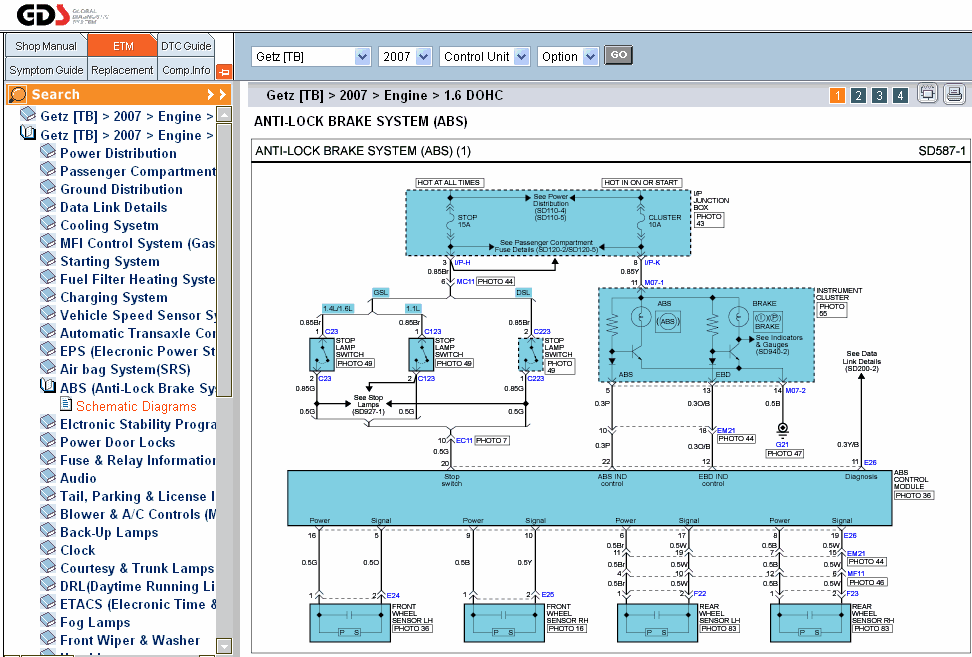 GDS GLOBAL DIAGNOSTIC SYSTEM
Shop Manual ETM DTC Guide
Symptom Guide Replacement Comp.Info
Getz [TB] 2007 Control Unit Option GO
Search
Getz [TB] > 2007 > Engine >
Getz [TB] > 2007 > Engine >
Power Distribution
Passenger Compartment
Ground Distribution
Data Link Details
Cooling Sysetm
MFI Control System (Gas
Starting System
Fuel Filter Heating Syste
Charging System
Vehicle Speed Sensor S
Automatic Transaxle Cor
EPS (Elecronic Power St
Air bag System(SRS)
ABS (Anti-Lock Brake Sy
Schematic Diagrams
Elctronic Stability Progra
Power Door Locks
Fuse & Relay Information
Audio
Tail, Parking & License l
Blower & A/C Controls (M
Back-Up Lamps
Clock
Courtesy & Trunk Lamps
DRL(Daytime Running Li
ETACS (Elecronic Time &
Fog Lamps
Front Wiper & Washer
Getz [TB] > 2007 > Engine > 1.6 DOHC
1 2 3 4
ANTI-LOCK BRAKE SYSTEM (ABS)
ANTI-LOCK BRAKE SYSTEM (ABS) (1) SD587-1
HOT AT ALL TIMES HOT IN ON OR START
See Power
Distribution
(SD110-4)
(SD110-5)
STOP
15A
CLUSTER
10A
I/P
JUNCTION
BOX
PHOTO
43
See Passenger Compartment
Fuse Details (SD120-2/SD120-5)
3 I/P-H 8 I/P-K
0.85Br 0.85Y
6 MC11 PHOTO 44 11 M07-1
GSL DSL
1.4L/1.6L 1.1L
0.85Br 0.85Br 0.85Br
1 C23 1 C123 2 C223
STOP
LAMP
SWITCH
PHOTO 49
STOP
LAMP
SWITCH
PHOTO 49
STOP
LAMP
SWITCH
PHOTO
49
2 C23 2 C123 1 C223
0.85G 0.85G
See Stop
Lamps
(SD927-1)
0.5G 0.5G 0.5G
10 EC11 PHOTO 7
0.5G
20
ABS
(ABS)
BRAKE
(!)(P)
BRAKE
See Indicators
& Gauges
(SD940-2)
ABS EBD
INSTRUMENT
CLUSTER
PHOTO
55
5 13 14 M07-2
0.3P 0.3O/B 0.5B
10 18 EM21
PHOTO 44
G21
PHOTO 47
0.3P 0.3O/B
22 12
See Data
Link Details
(SD200-2)
0.3Y/B
11 E26
Stop
switch
ABS IND
control
EBD IND
control
Diagnosis
ABS
CONTROL
MODULE
PHOTO 36
Power Signal Power Signal Power Signal Power Signal
16 5 9 10 6 17 8 19 E26
0.5G 0.5O 0.5B 0.5Y
0.5Br 0.5W 0.5B 0.5W
11 19 7 15 EM21
PHOTO 44
0.5Br 0.5W 0.5B 0.5W
4 10 12 6 MF11
PHOTO 46
0.5Br 0.5W 0.5B 0.5W
1 2 E24 1 2 E25 1 2 F22 1 2 F23
P S
FRONT
WHEEL
SENSOR LH
PHOTO 36
P S
FRONT
WHEEL
SENSOR RH
PHOTO 16
P S
REAR
WHEEL
SENSOR LH
PHOTO 83
P S
REAR
WHEEL
SENSOR RH
PHOTO 83